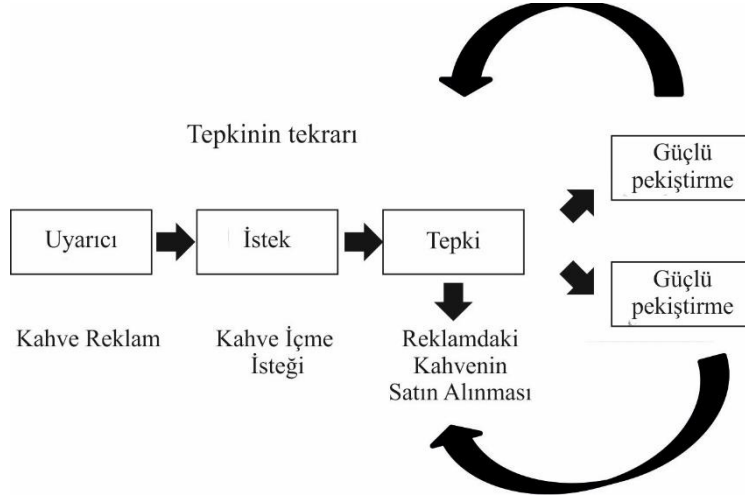 Tepkinin tekrarı
Güçlü
pekiştirme
Uyarıcı
İstek
Tepki
Güçlü
pekiştirme
Kahve Reklam
Kahve İçme
İsteği
Reklamdaki
Kahvenin
Satın Alınması